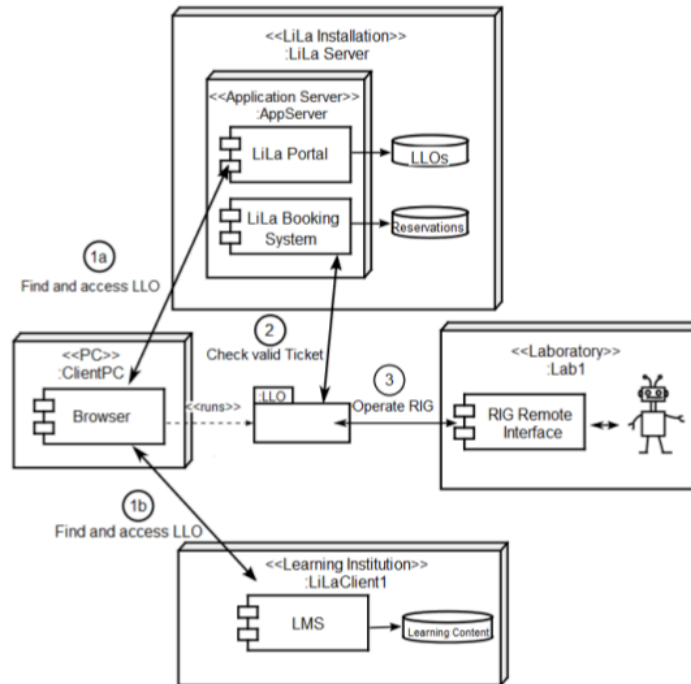 <<LiLa Installation>>
:LiLa Server
<<Application Server>>
:AppServer
LiLa Portal
LLOs
LiLa Booking
System
Reservations
1a
Find and access LLO
2
Check valid Ticket
<<PC>>
:ClientPC
Browser
<<runs>>
:LLO
3
Operate RIG
<<Laboratory>>
:Lab1
RIG Remote
Interface
1b
Find and access LLO
<<Learning Institution>>
:LiLaClient1
LMS
Learning Content